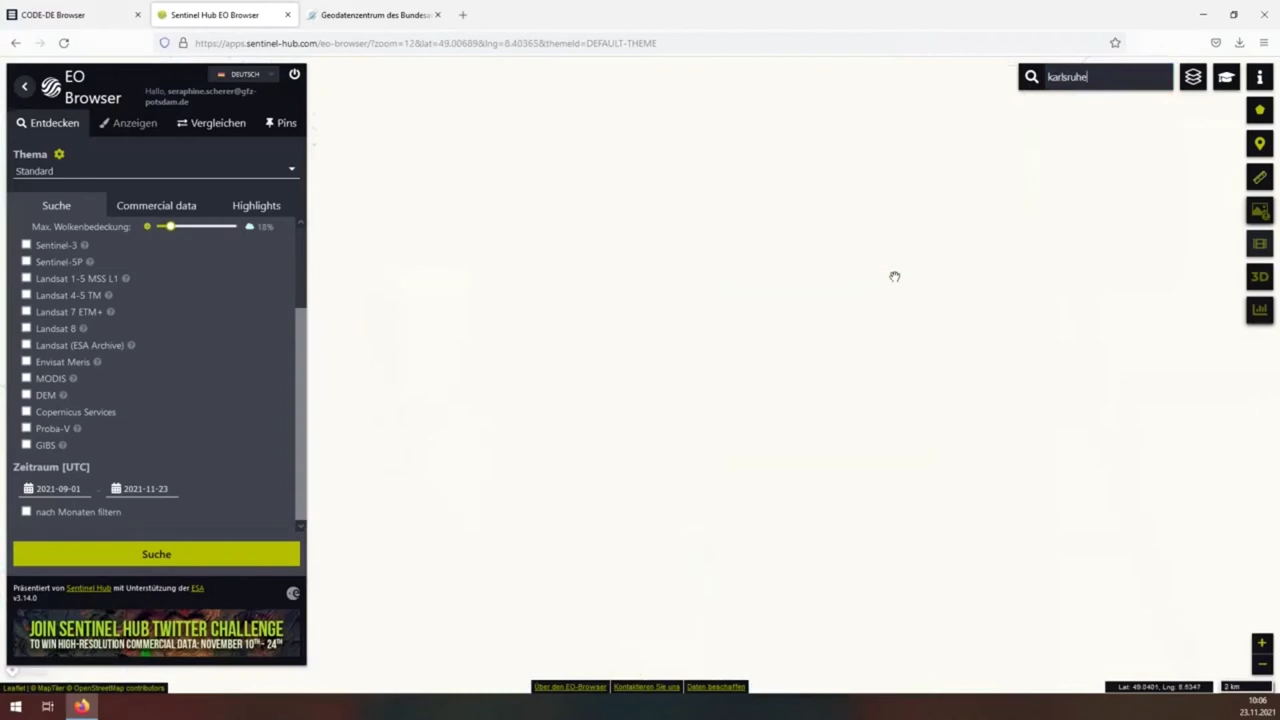 CODE-DE Browser
Sentinel Hub EO Browser
Geodatenzentrum des Bundesa
https://apps.sentinel-hub.com/eo-browser/?zoom=12&lat=49.00689&lng=8.40365&themeId=DEFAULT-THEME
EO
Browser
DEUTSCH
Hallo, seraphine.scherer@gfz-
potsdam.de
karlsruhe
Entdecken
Anzeigen
Vergleichen
Pins
Thema
Standard
Suche
Commercial data
Highlights
Max. Wolkenbedeckung:
18%
Sentinel-3
Sentinel-5P
Landsat 1-5 MSS L1
Landsat 4-5 TM
Landsat 7 ETM+
Landsat 8
Landsat (ESA Archive)
Envisat Meris
MODIS
DEM
Copernicus Services
Proba-V
GIBS
3D
Zeitraum [UTC]
2021-09-01 - 2021-11-23
nach Monaten filtern
Suche
Präsentiert von Sentinel Hub mit Unterstützung der ESA
v3.14.0
JOIN SENTINEL HUB TWITTER CHALLENGE
TO WIN HIGH-RESOLUTION COMMERCIAL DATA: NOVEMBER 10TH - 24TH
Leaflet | © MapTiler © OpenStreetMap contributors
Über den EO-Browser
Kontaktieren Sie uns
Daten beschaffen
Lat: 49.0401, Lng: 8.6347
2 km
10:06
23.11.2021